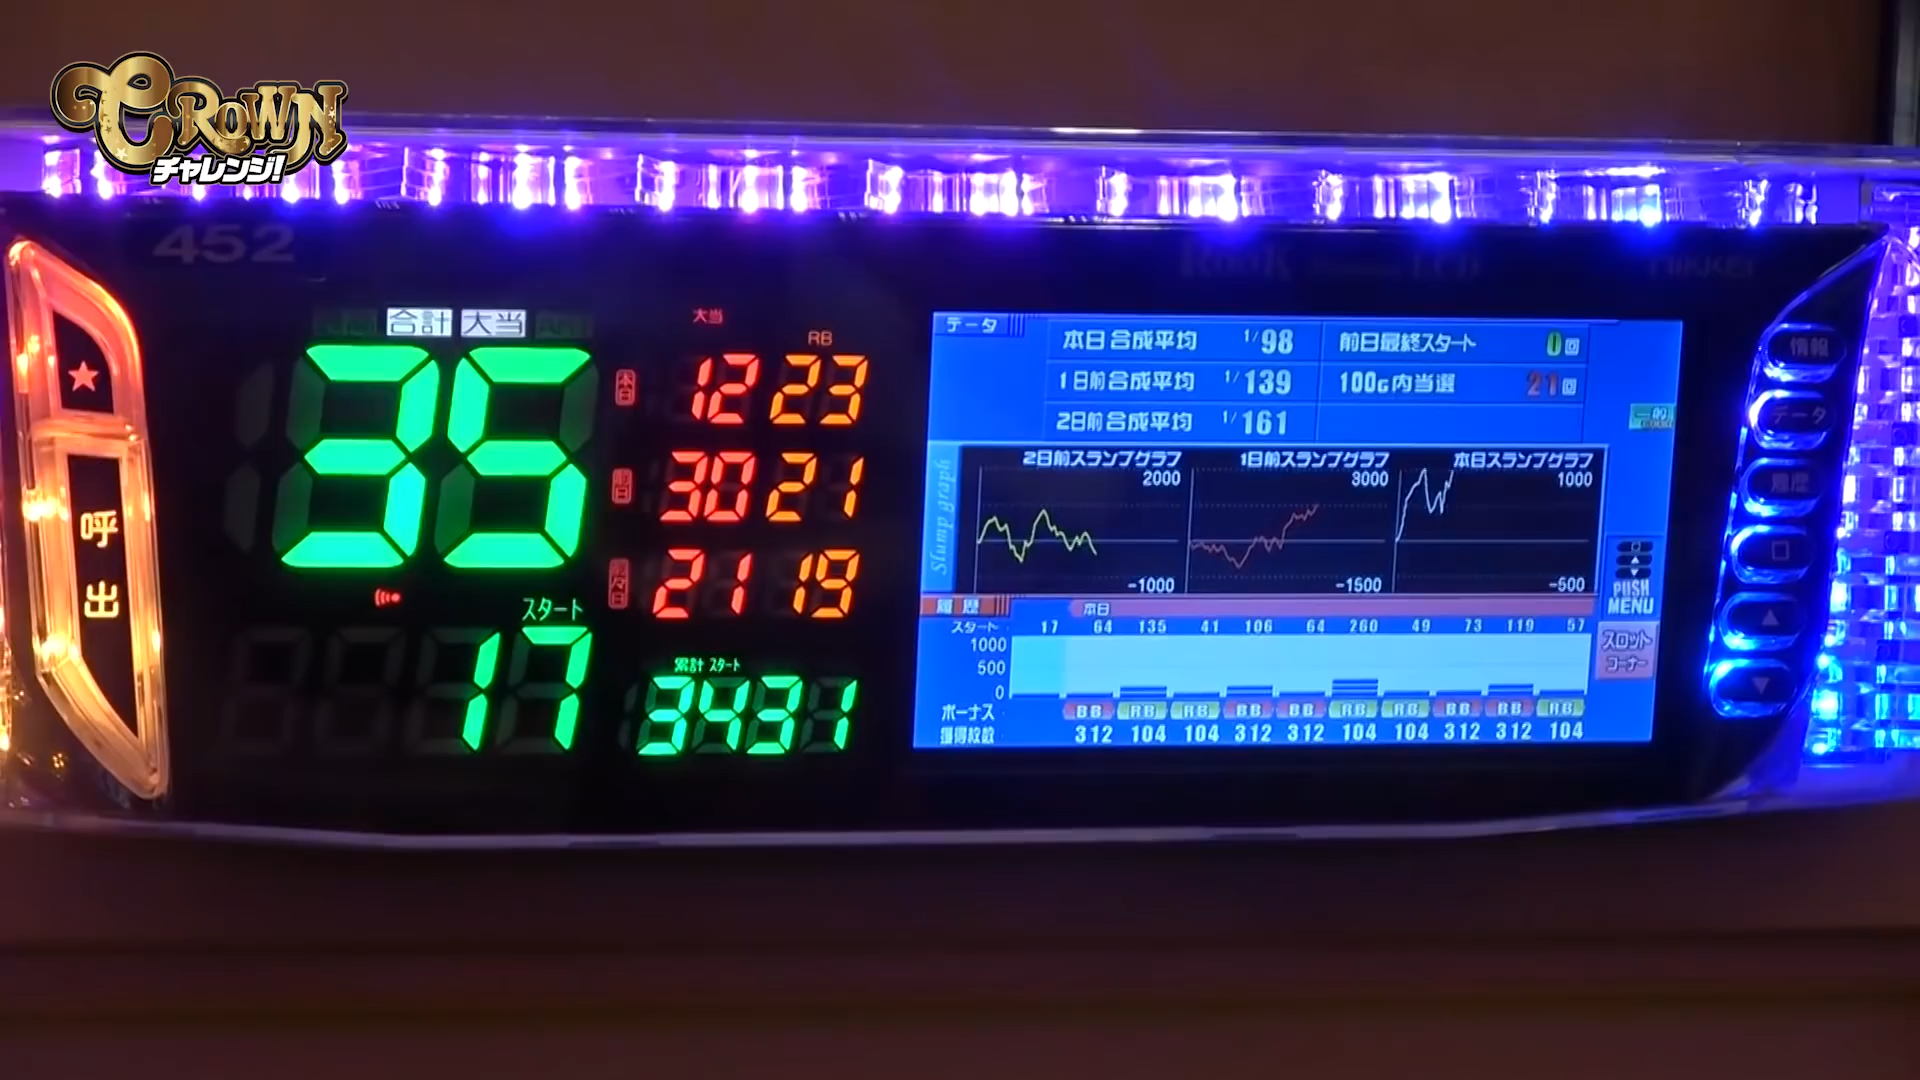 CROWN
チャレンジ!
452
合計 大当
35
大当 RB
本日 12 23
前日 30 21
前々日 21 19
スタート
17
累計 スタート
3431
★
呼出
データ
本日 合成平均 1/98 前日最終スタート 0回
1日前 合成平均 1/139 100G内当選 21回
2日前 合成平均 1/161
一般
Slump graph
2日前スランプグラフ 1日前スランプグラフ 本日スランプグラフ
2000 3000 1000
-1000 -1500 -500
PUSH
MENU
履歴 本日
スタート 17 64 135 41 106 64 260 49 73 119 57
1000
500
0
ボーナス BB RB RB BB BB RB RB BB BB RB
獲得枚数 312 104 104 312 312 104 104 312 312 104
スロット
コーナー
情報
データ
履歴